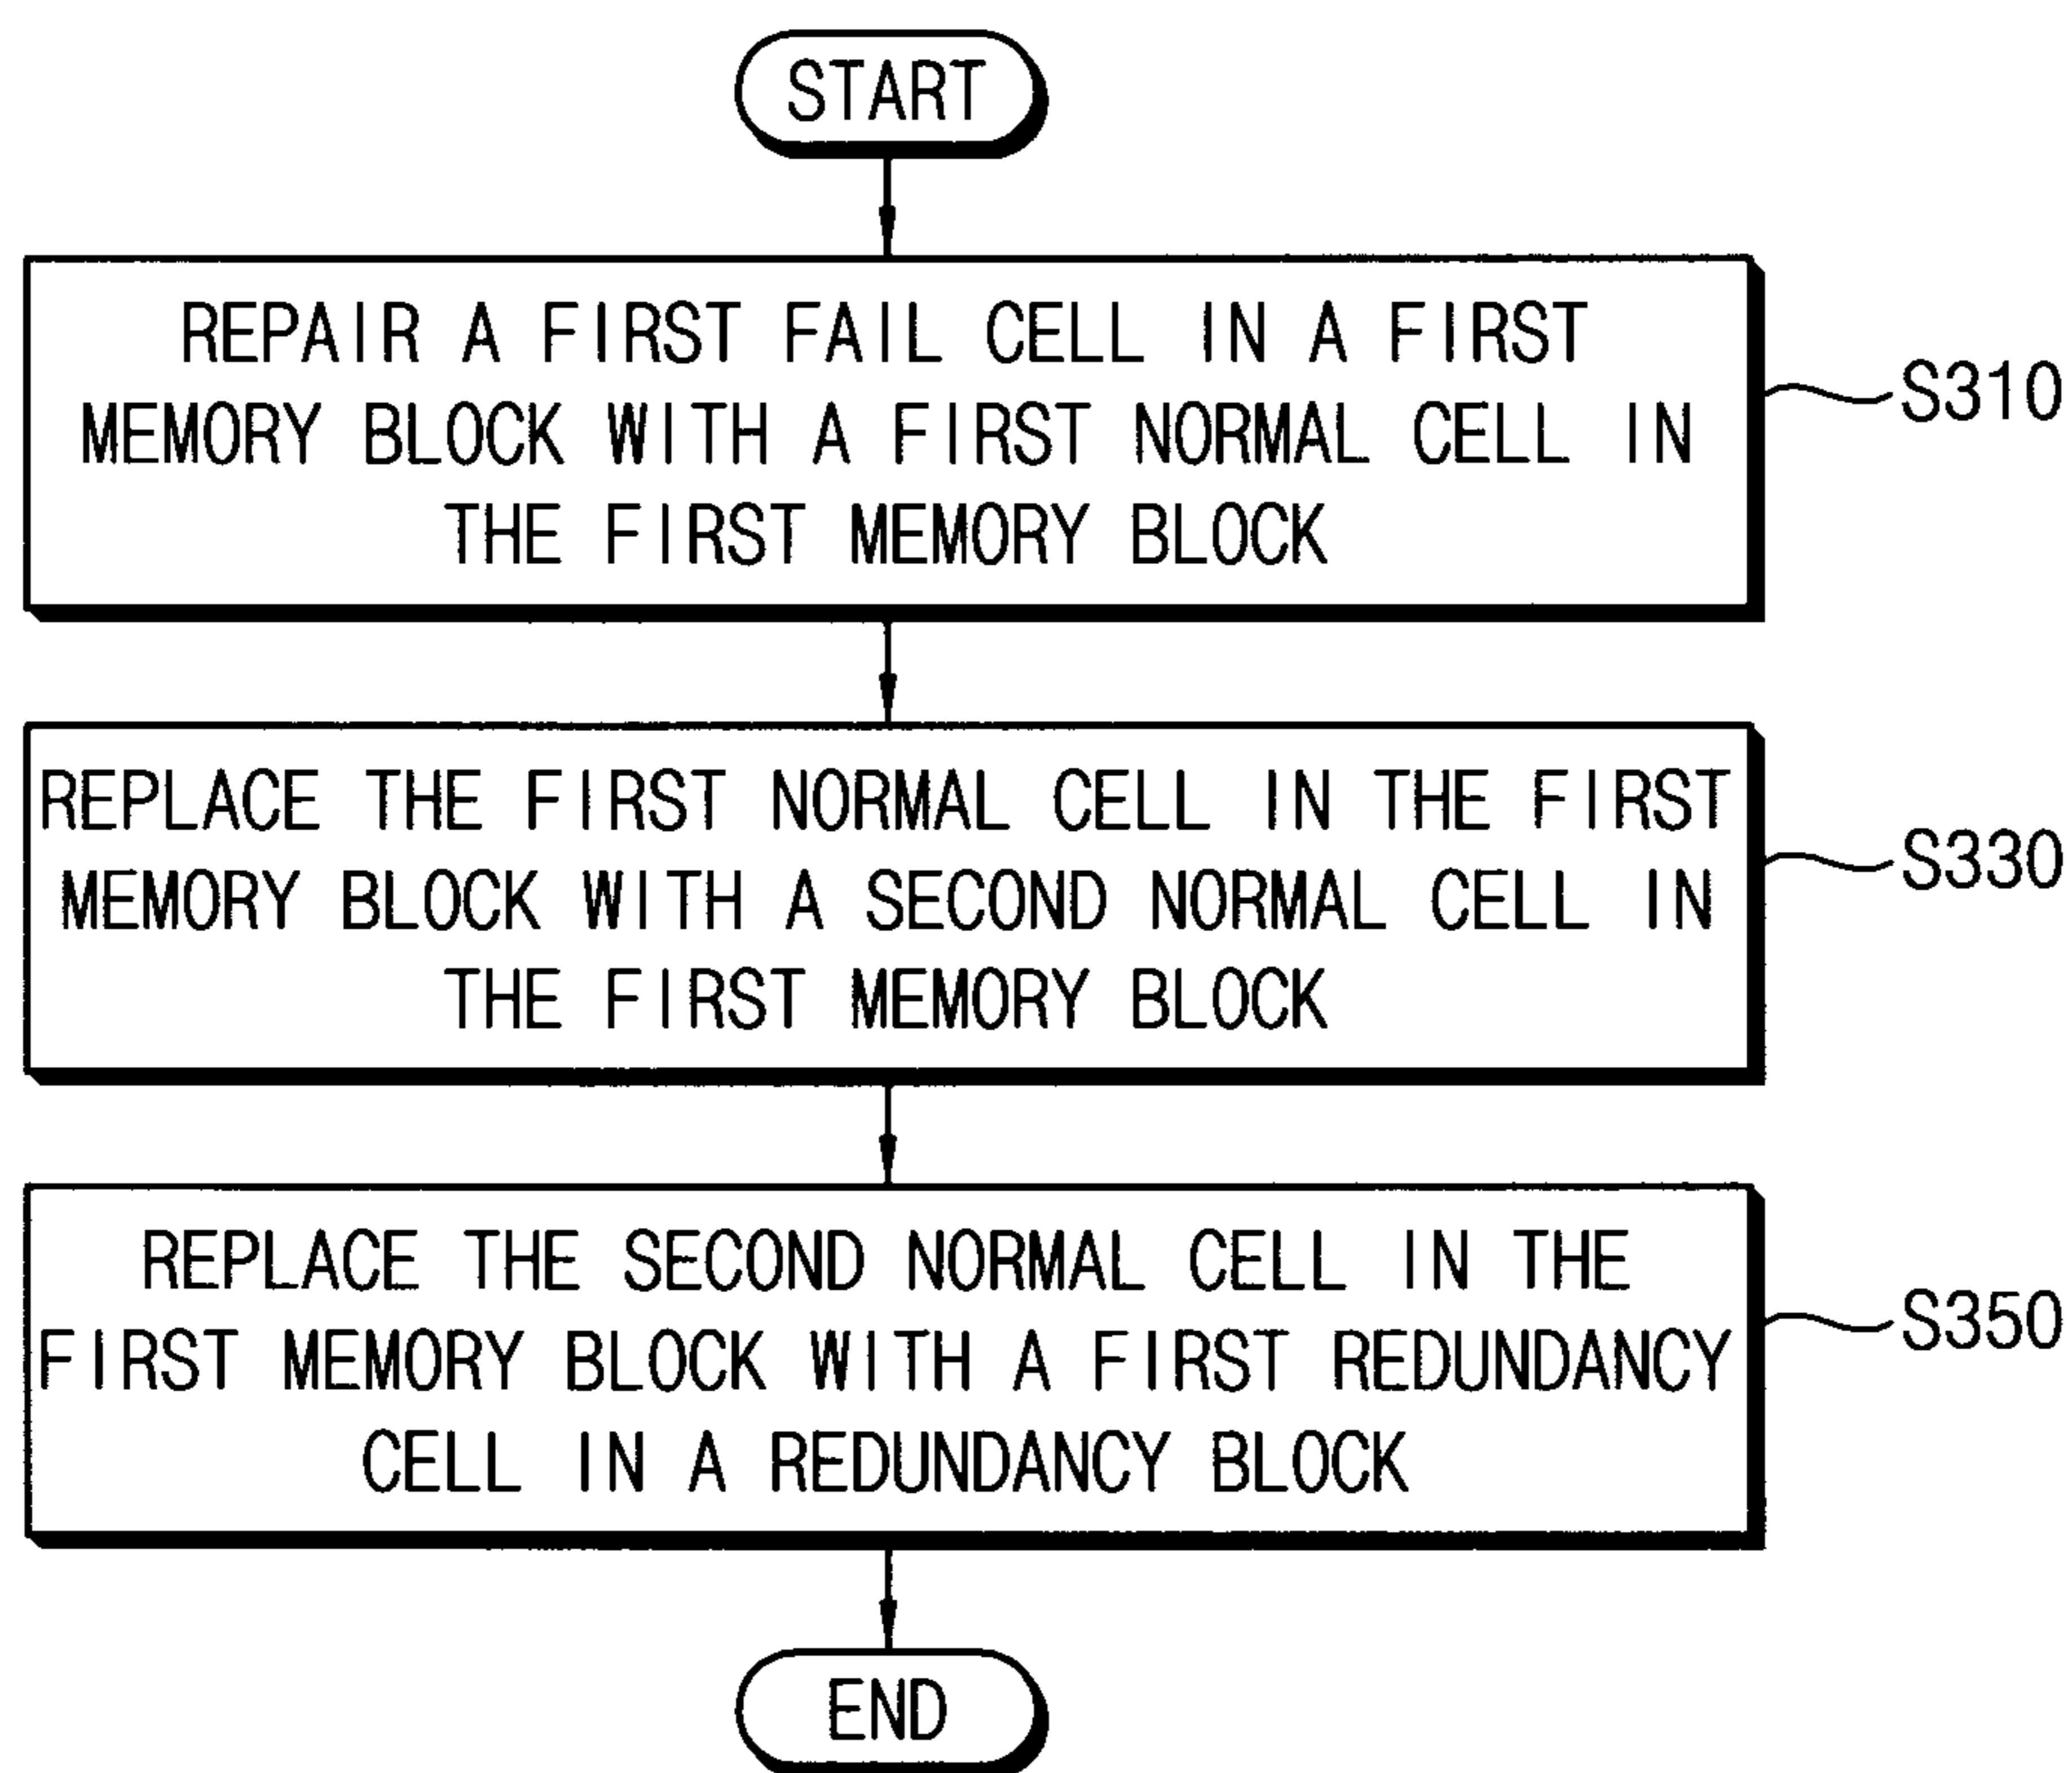 START
REPAIR A FIRST FAIL CELL IN A FIRST
MEMORY BLOCK WITH A FIRST NORMAL CELL IN
THE FIRST MEMORY BLOCK
S310
REPLACE THE FIRST NORMAL CELL IN THE FIRST
MEMORY BLOCK WITH A SECOND NORMAL CELL IN
THE FIRST MEMORY BLOCK
S330
REPLACE THE SECOND NORMAL CELL IN THE
FIRST MEMORY BLOCK WITH A FIRST REDUNDANCY
CELL IN A REDUNDANCY BLOCK
S350
END